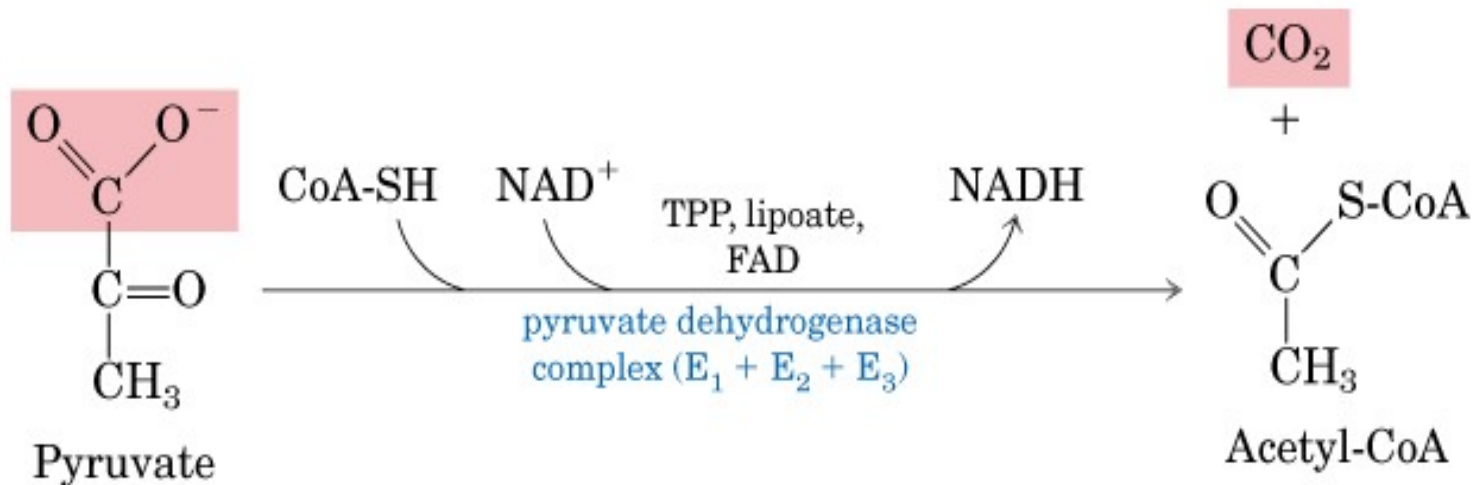 CO₂
+
O O⁻
C
C=O
CH₃
Pyruvate
CoA-SH NAD⁺ NADH
TPP, lipoate,
FAD
pyruvate dehydrogenase
complex (E₁ + E₂ + E₃)
O S-CoA
C
CH₃
Acetyl-CoA